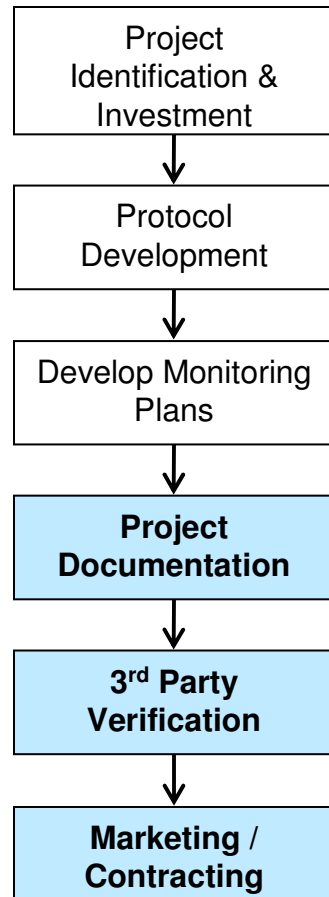 Project
Identification &
Investment
Protocol
Development
Develop Monitoring
Plans
Project
Documentation
3rd Party
Verification
Marketing /
Contracting